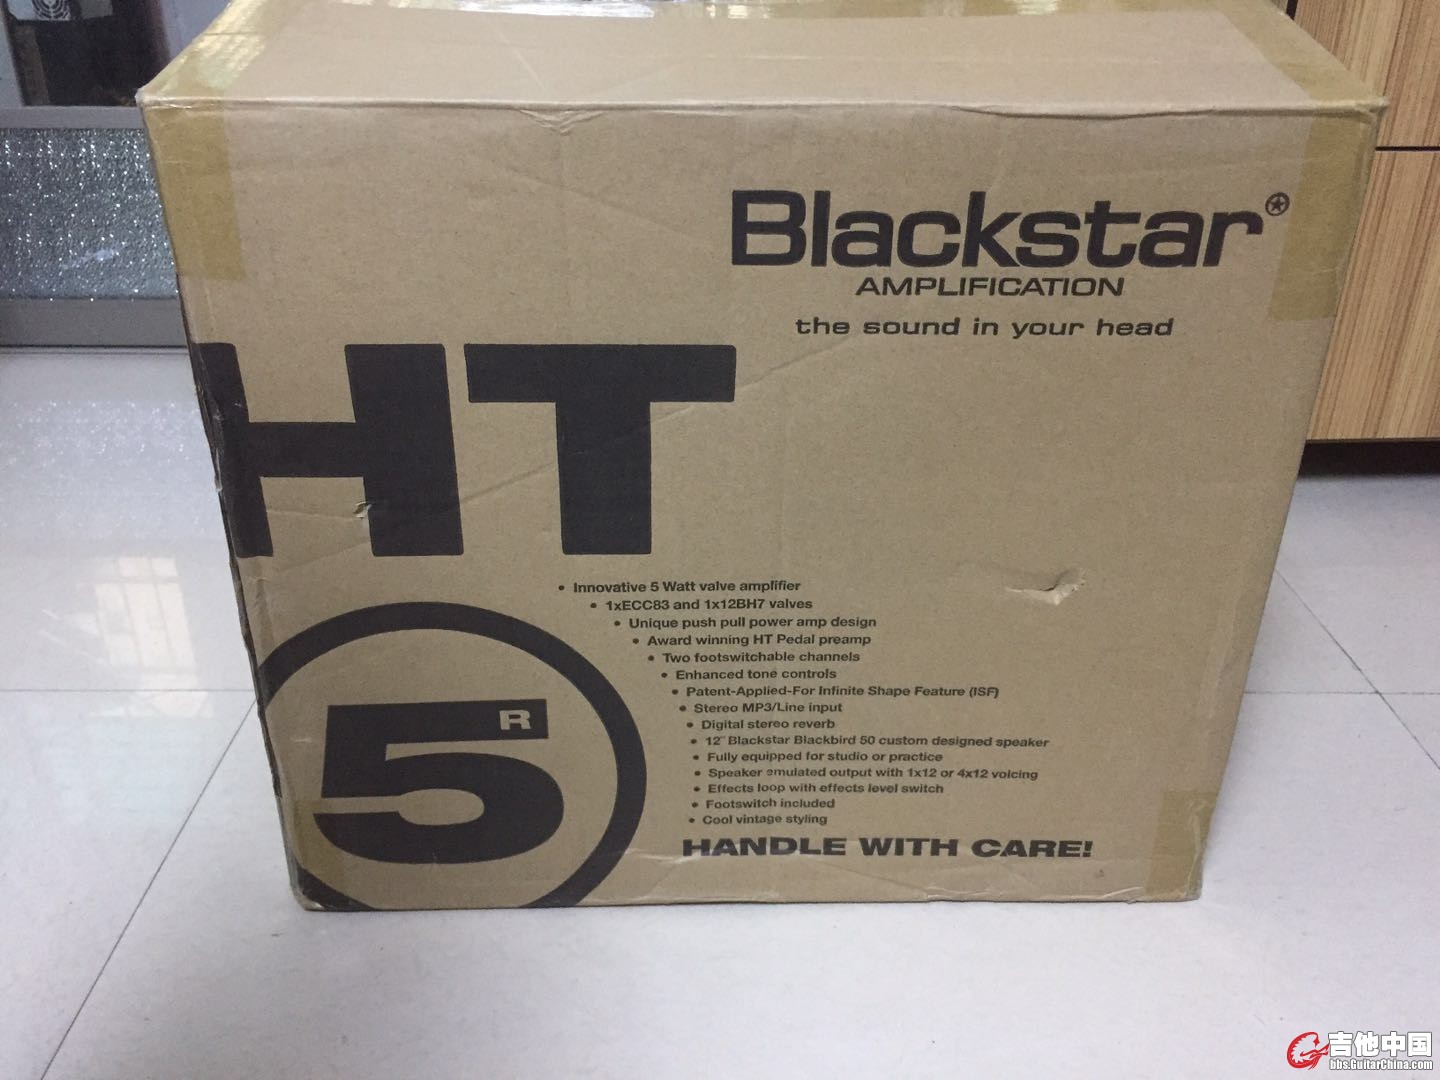 Blackstar
AMPLIFICATION
the sound in your head
HT
• Innovative 5 Watt valve amplifier
• 1xECC83 and 1x12BH7 valves
• Unique push pull power amp design
• Award winning HT Pedal preamp
• Two footswitchable channels
• Enhanced tone controls
• Patent-Applied-For Infinite Shape Feature (ISF)
• Stereo MP3/Line input
• Digital stereo reverb
• 12" Blackstar Blackbird 50 custom designed speaker
• Fully equipped for studio or practice
• Speaker emulated output with 1x12 or 4x12 voicing
• Effects loop with effects level switch
• Footswitch included
• Cool vintage styling
5R
HANDLE WITH CARE!
吉他中国
bbs.GuitarChina.com